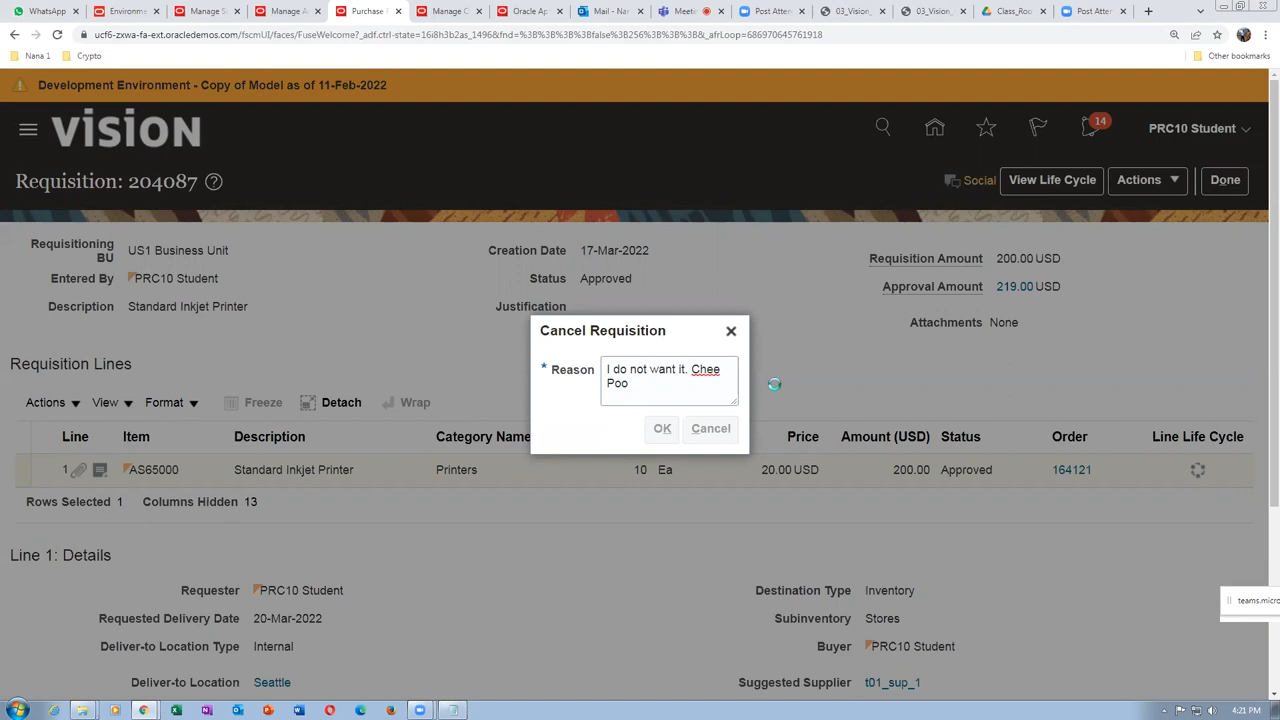 WhatsApp
Environme
Manage S
Manage A
Purchase F
Manage C
Oracle Ap
Mail - Nar
Meeti
Post Atten
03_Vision_
03_Vision_
Class_Roo
Post Atten
ucf6-zxwa-fa-ext.oracledemos.com/fscmUI/faces/FuseWelcome?_adf.ctrl-state=16i8h3b2as_1496&fnd=%3B%3B%3B%3Bfalse%3B256%3B%3B%3B&_afrLoop=686970645761918
Nana 1
Crypto
Other bookmarks
Development Environment - Copy of Model as of 11-Feb-2022
VISION
14
PRC10 Student
Requisition: 204087
Social
View Life Cycle
Actions
Done
Requisitioning BU
US1 Business Unit
Creation Date 17-Mar-2022
Requisition Amount 200.00 USD
Entered By PRC10 Student
Status Approved
Approval Amount 219.00 USD
Description Standard Inkjet Printer
Justification
Attachments None
Cancel Requisition
* Reason
I do not want it. Chee
Poo
OK
Cancel
Requisition Lines
Actions
View
Format
Freeze
Detach
Wrap
Line Item Description Category Name Price Amount (USD) Status Order Line Life Cycle
1 AS65000 Standard Inkjet Printer Printers 10 Ea 20.00 USD 200.00 Approved 164121
Rows Selected 1 Columns Hidden 13
Line 1: Details
Requester PRC10 Student
Destination Type Inventory
Requested Delivery Date 20-Mar-2022
Subinventory Stores
Deliver-to Location Type Internal
Buyer PRC10 Student
Deliver-to Location Seattle
Suggested Supplier t01_sup_1
teams.micro
4:21 PM